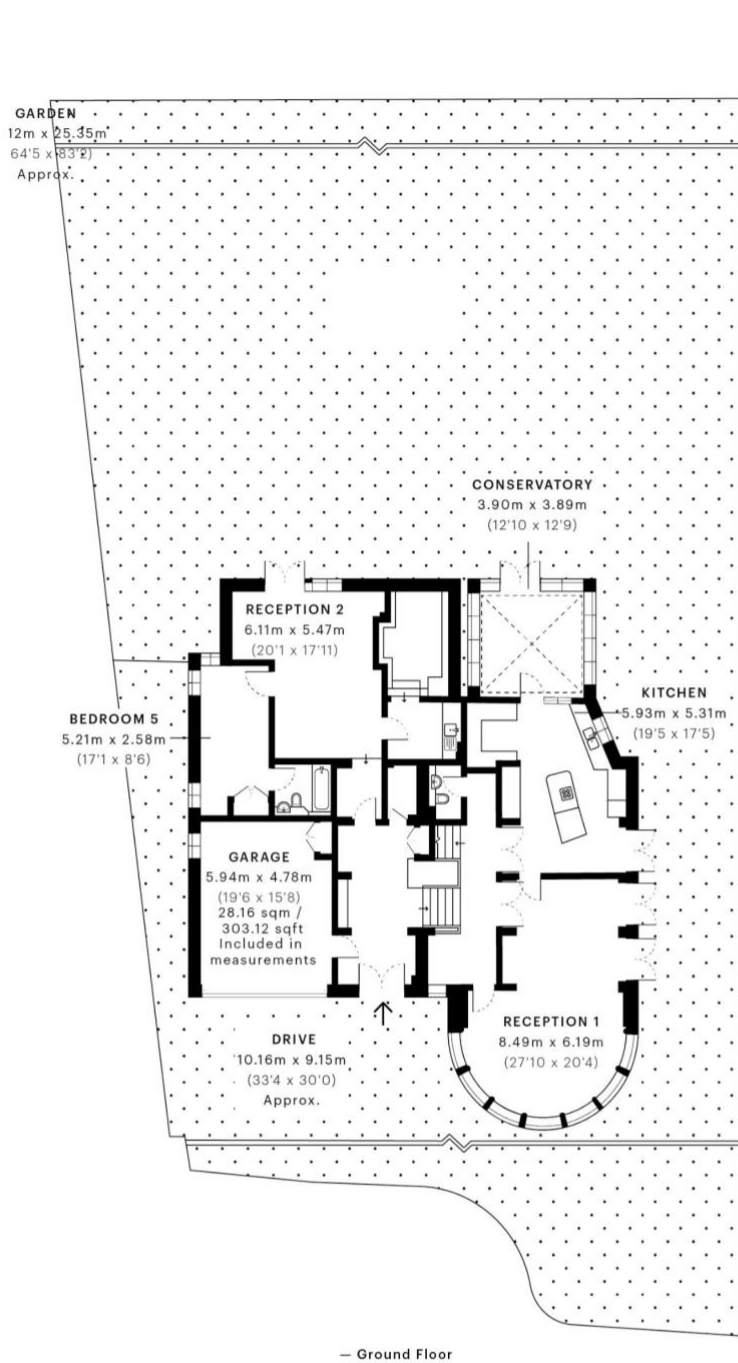 GARDEN
12m x 25.35m
64'5 x 83'2)
Approx.
CONSERVATORY
3.90m x 3.89m
(12'10 x 12'9)
RECEPTION 2
6.11m x 5.47m
(20'1 x 17'11)
KITCHEN
5.93m x 5.31m
(19'5 x 17'5)
BEDROOM 5
5.21m x 2.58m
(17'1 x 8'6)
GARAGE
5.94m x 4.78m
(19'6 x 15'8)
28.16 sqm /
303.12 sqft
Included in
measurements
RECEPTION 1
8.49m x 6.19m
(27'10 x 20'4)
DRIVE
10.16m x 9.15m
(33'4 x 30'0)
Approx.
— Ground Floor